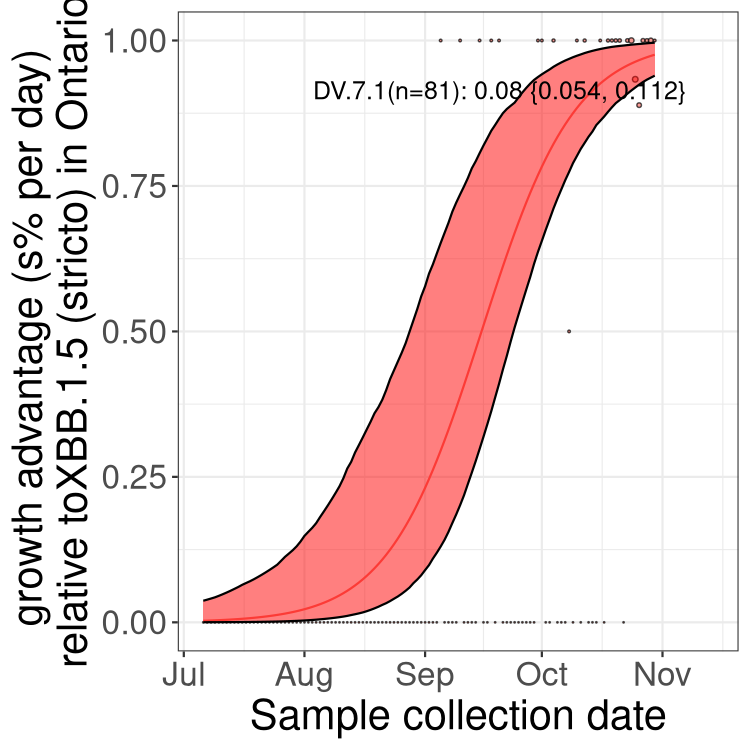 growth advantage (s% per day)
relative toXBB.1.5 (stricto) in Ontario
1.00
0.75
0.50
0.25
0.00
DV.7.1(n=81): 0.08 {0.054, 0.112}
Jul Aug Sep Oct Nov
Sample collection date